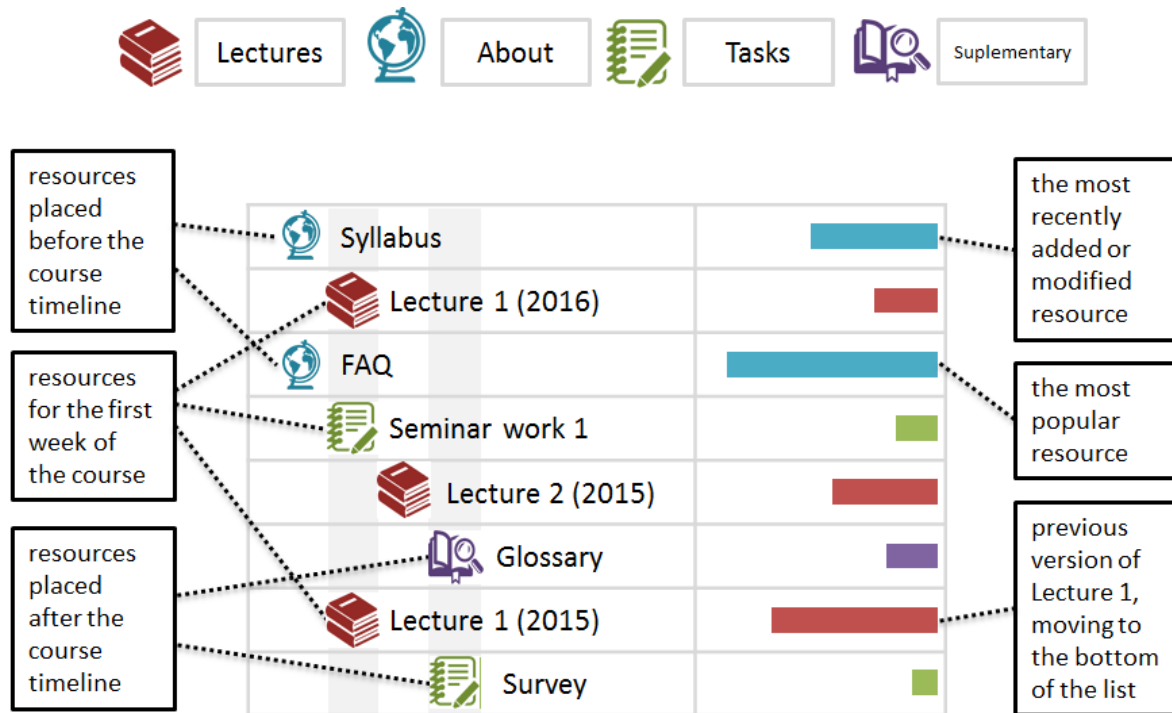 Lectures
About
Tasks
Suplementary
resources
placed
before the
course
timeline
resources
for the first
week of
the course
resources
placed
after the
course
timeline
Syllabus
Lecture 1 (2016)
FAQ
Seminar work 1
Lecture 2 (2015)
Glossary
Lecture 1 (2015)
Survey
the most
recently
added or
modified
resource
the most
popular
resource
previous
version of
Lecture 1,
moving to
the bottom
of the list